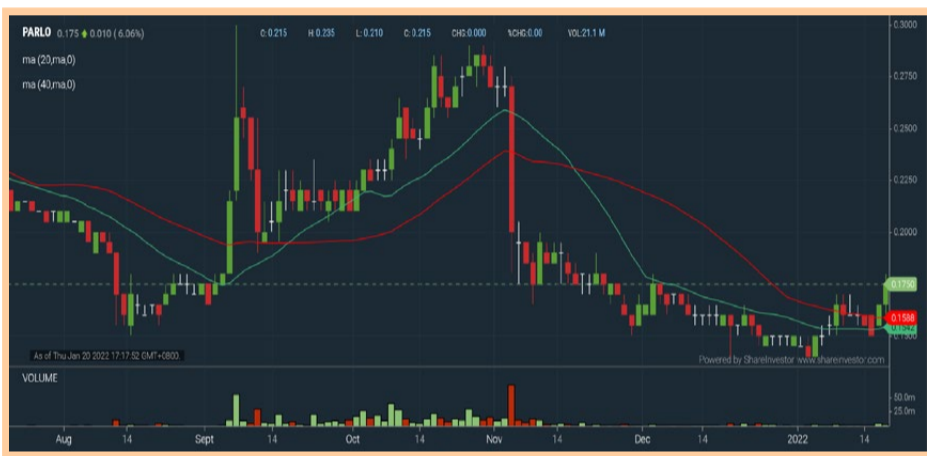 PARLO 0.175 0.010 ( 6.06%) O: 0.215 H: 0.235 L: 0.210 C: 0.215 CHG:0.000 %CHG:0.00 VOL:21.1 M
ma (20,ma,0)
ma (40,ma,0)
0.3000
0.2750
0.2500
0.2250
0.2000
0.1750
0.1588
0.1542
0.1500
As of Thu Jan 20 2022 17:17:52 GMT+0800.
Powered by ShareInvestor www.shareinvestor.com
VOLUME
50.0m
25.0m
Aug 14 Sept 14 Oct 14 Nov 14 Dec 14 2022 14